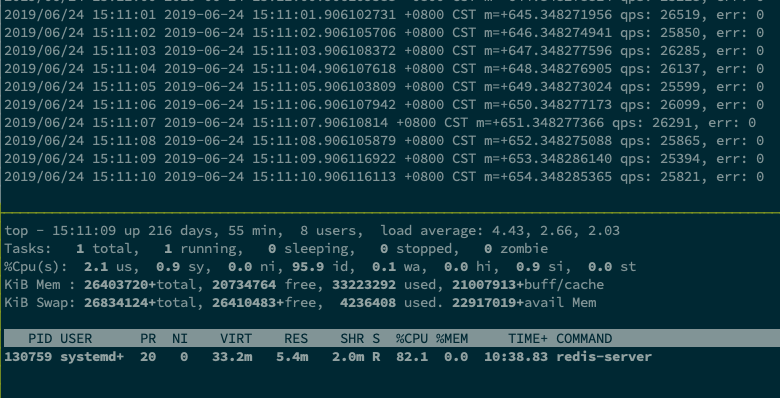 2019/06/24 15:11:01 2019-06-24 15:11:01.906102731 +0800 CST m=+645.348271956 qps: 26519, err: 0
2019/06/24 15:11:02 2019-06-24 15:11:02.906105706 +0800 CST m=+646.348274941 qps: 25850, err: 0
2019/06/24 15:11:03 2019-06-24 15:11:03.906108372 +0800 CST m=+647.348277596 qps: 26285, err: 0
2019/06/24 15:11:04 2019-06-24 15:11:04.906107618 +0800 CST m=+648.348276905 qps: 26137, err: 0
2019/06/24 15:11:05 2019-06-24 15:11:05.906103809 +0800 CST m=+649.348273024 qps: 25599, err: 0
2019/06/24 15:11:06 2019-06-24 15:11:06.906107942 +0800 CST m=+650.348277173 qps: 26099, err: 0
2019/06/24 15:11:07 2019-06-24 15:11:07.90610814 +0800 CST m=+651.348277366 qps: 26291, err: 0
2019/06/24 15:11:08 2019-06-24 15:11:08.906105879 +0800 CST m=+652.348275088 qps: 25865, err: 0
2019/06/24 15:11:09 2019-06-24 15:11:09.906116922 +0800 CST m=+653.348286140 qps: 25394, err: 0
2019/06/24 15:11:10 2019-06-24 15:11:10.906116113 +0800 CST m=+654.348285365 qps: 25821, err: 0
top - 15:11:09 up 216 days, 55 min, 8 users, load average: 4.43, 2.66, 2.03
Tasks: 1 total, 1 running, 0 sleeping, 0 stopped, 0 zombie
%Cpu(s): 2.1 us, 0.9 sy, 0.0 ni, 95.9 id, 0.1 wa, 0.0 hi, 0.9 si, 0.0 st
KiB Mem : 26403720+total, 20734764 free, 33223292 used, 21007913+buff/cache
KiB Swap: 26834124+total, 26410483+free, 4236408 used. 22917019+avail Mem
PID USER PR NI VIRT RES SHR S %CPU %MEM TIME+ COMMAND
130759 systemd+ 20 0 33.2m 5.4m 2.0m R 82.1 0.0 10:38.83 redis-server